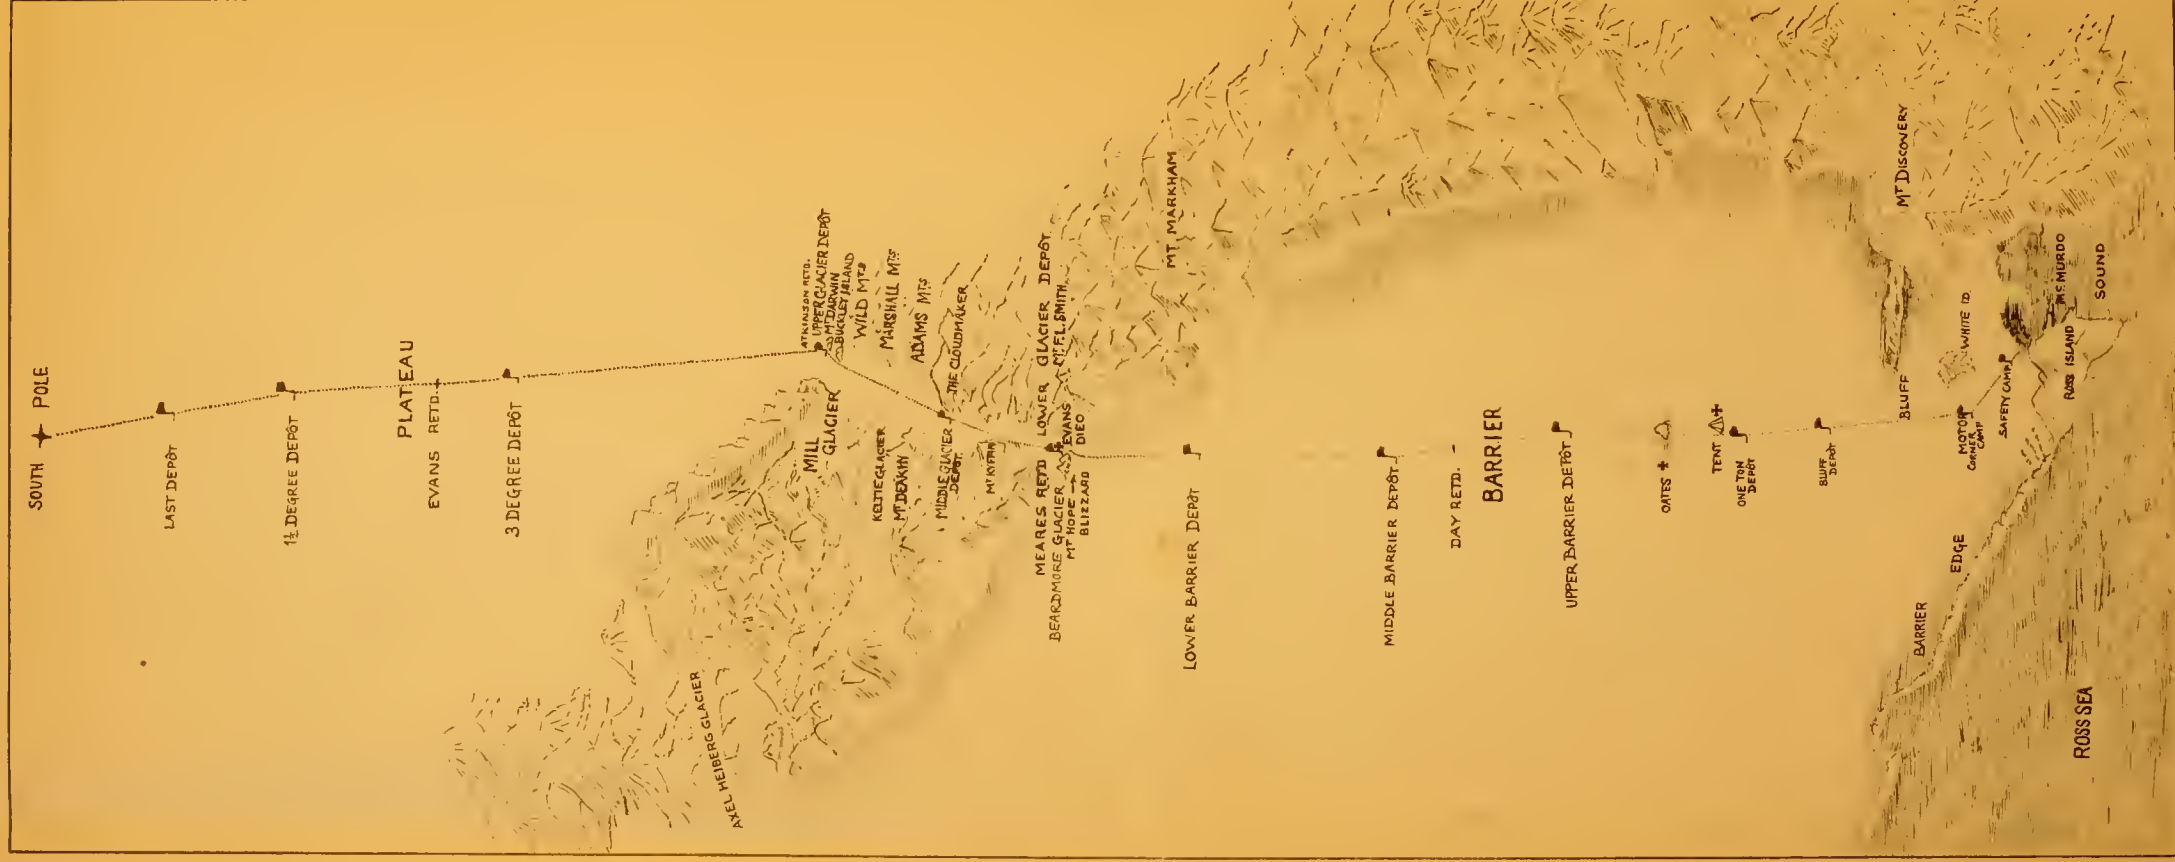 SOUTH POLE
LAST DEPÔT
1½ DEGREE DEPÔT
PLATEAU
EVANS RETD.
3 DEGREE DEPÔT
ATKINSON RETD.
UPPER GLACIER DEPÔT
MT DARWIN
BUCKLEY ISLAND
WILD MTS
MARSHALL MTS
ADAMS MTS
THE CLOUDMAKER
MILL
GLACIER
KELTIE GLACIER
MT DEAKIN
MIDDLE GLACIER
DEPÔT.
MT KYFFIN
AXEL HEIBERG GLACIER
MEARES RETD
LOWER GLACIER DEPÔT.
BEARDMORE GLACIER
MT F.L. SMITH
MT HOPE
EVANS
DIED
BLIZZARD
MT MARKHAM
LOWER BARRIER DEPÔT
MIDDLE BARRIER DEPÔT
DAY RETD.
BARRIER
UPPER BARRIER DEPÔT
OATES
TENT
ONE TON
DEPÔT
BLUFF
DEPÔT
BLUFF
MT DISCOVERY
WHITE ID.
MOTOR
CORNER
CAMP
SAFETY CAMP
ROSS ISLAND
MCMURDO
SOUND
BARRIER
EDGE
ROSS SEA